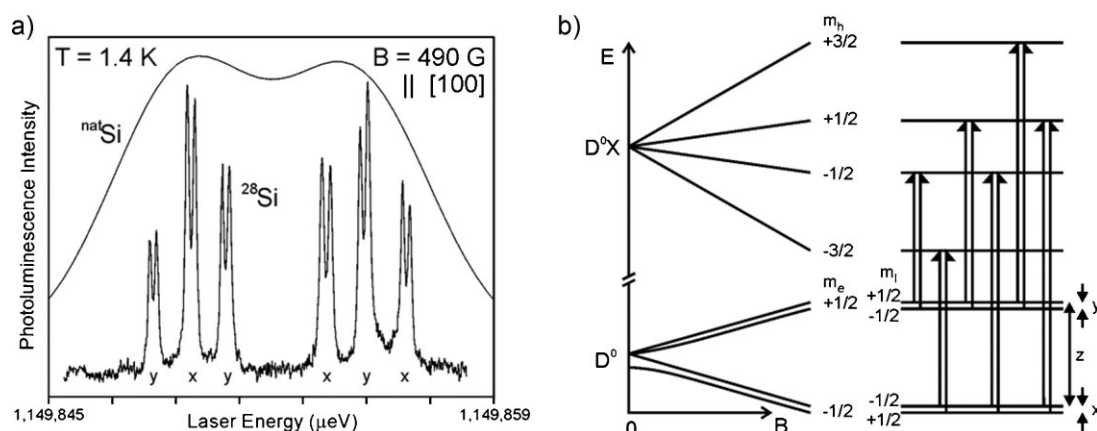 a)
T = 1.4 K
B = 490 G
|| [100]
natSi
28Si
Photoluminescence Intensity
y x y x y x
1,149,845
1,149,859
Laser Energy (μeV)
b)
E
mh
+3/2
+1/2
D0X
-1/2
-3/2
me
ml
+1/2
+1/2
-1/2
y
D0
z
-1/2
-1/2
+1/2
x
0
B